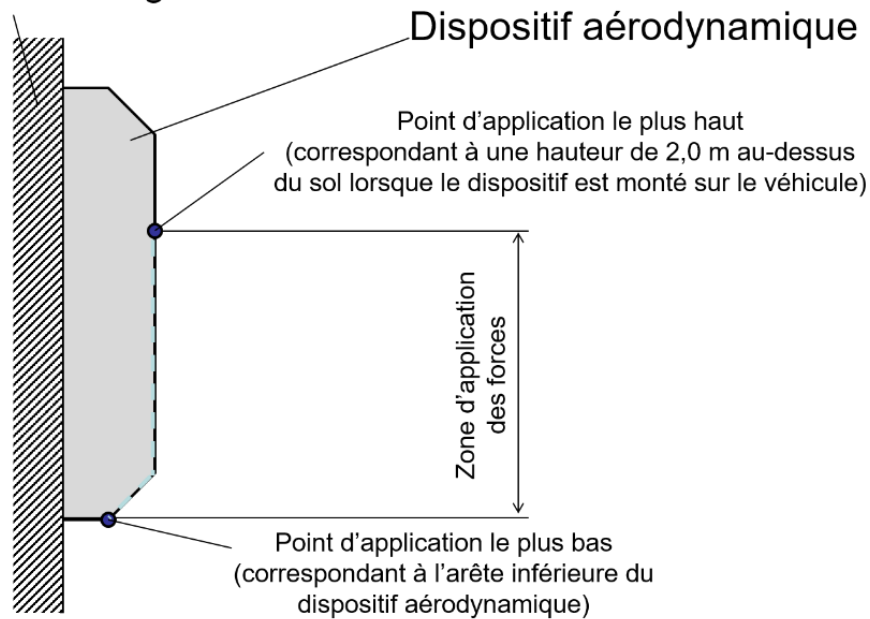 Dispositif aérodynamique
Point d’application le plus haut
(correspondant à une hauteur de 2,0 m au-dessus
du sol lorsque le dispositif est monté sur le véhicule)
Zone d’application
des forces
Point d’application le plus bas
(correspondant à l’arête inférieure du
dispositif aérodynamique)